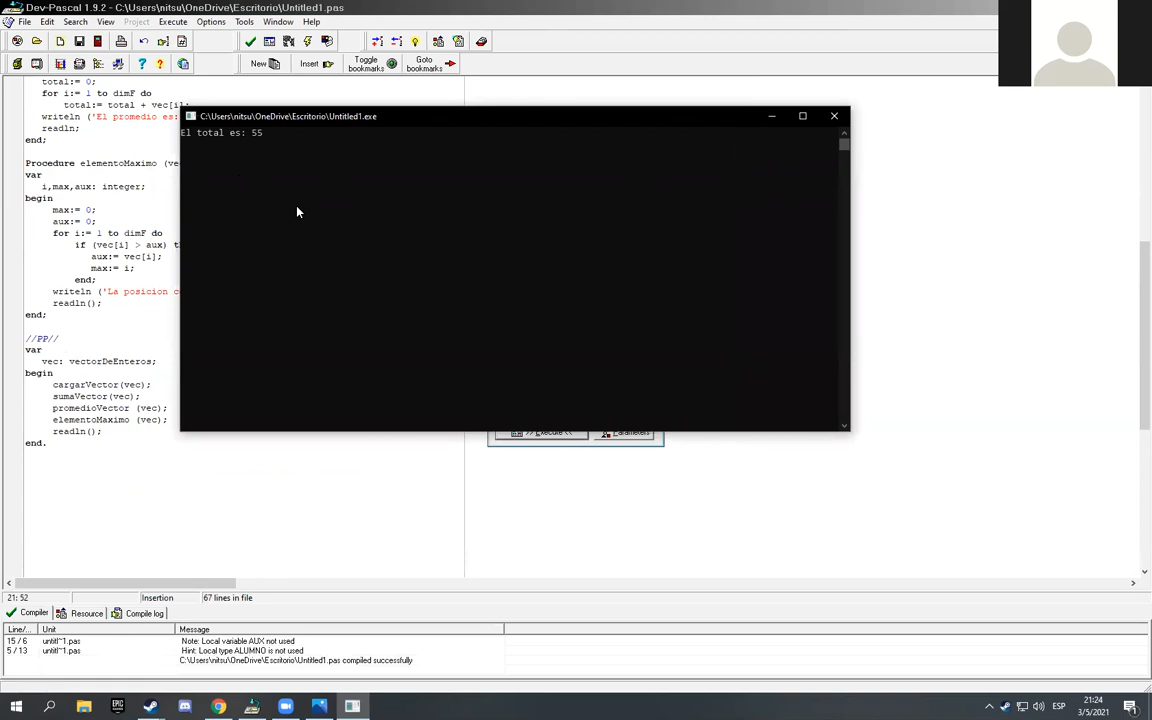 Dev-Pascal 1.9.2 - C:\Users\nitsu\OneDrive\Escritorio\Untitled1.pas
File Edit Search View Project Execute Options Tools Window Help
New Insert Toggle bookmarks Goto bookmarks
total:= 0;
for i:= 1 to dimF do
total:= total + vec[i];
writeln ('El promedio es:
readln;
end;
C:\Users\nitsu\OneDrive\Escritorio\Untitled1.exe
El total es: 55
Procedure elementoMaximo (ve
var
i,max,aux: integer;
begin
max:= 0;
aux:= 0;
for i:= 1 to dimF do
if (vec[i] > aux) t
aux:= vec[i];
max:= i;
end;
writeln ('La posicion
readln();
end;
//PP//
var
vec: vectorDeEnteros;
begin
cargarVector(vec);
sumaVector(vec);
promedioVector (vec);
elementoMaximo (vec);
readln();
end.
>> Execute << Parameters
21: 52 Insertion 67 lines in file
Compiler Resource Compile log
Line/... Unit Message
15 / 6 untitl~1.pas Note: Local variable AUX not used
5 / 13 untitl~1.pas Hint: Local type ALUMNO is not used
C:\Users\nitsu\OneDrive\Escritorio\Untitled1.pas compiled successfully
EPIC GAMES
ESP
21:24
3/5/2021
1